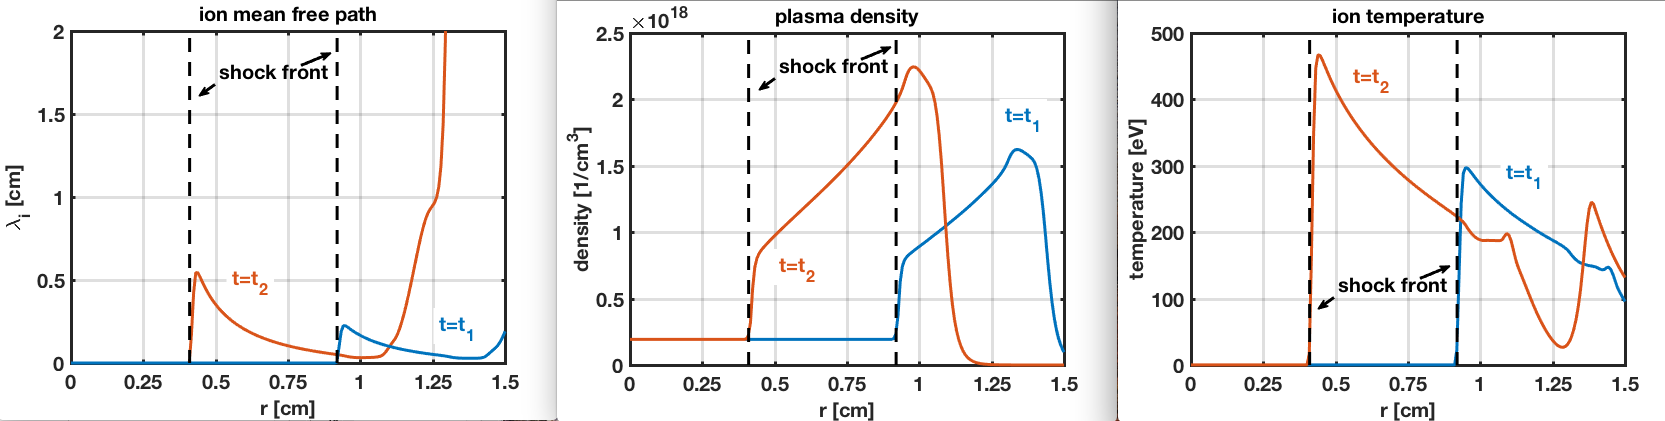 ion mean free path
2
1.5
1
0.5
0
λi [cm]
shock front
t=t2
t=t1
0 0.25 0.5 0.75 1 1.25 1.5
r [cm]
×10^18
plasma density
2.5
2
1.5
1
0.5
0
density [1/cm^3]
shock front
t=t1
t=t2
0 0.25 0.5 0.75 1 1.25 1.5
r [cm]
ion temperature
500
400
300
200
100
0
temperature [eV]
t=t2
t=t1
shock front
0 0.25 0.5 0.75 1 1.25 1.5
r [cm]